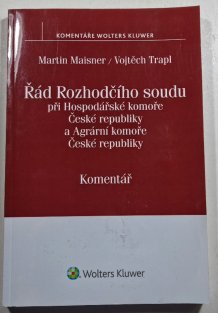 KOMENTÁŘE WOLTERS KLUWER
Martin Maisner / Vojtěch Trapl
Řád Rozhodčího soudu
při Hospodářské komoře
České republiky
a Agrární komoře
České republiky
Komentář
Wolters Kluwer